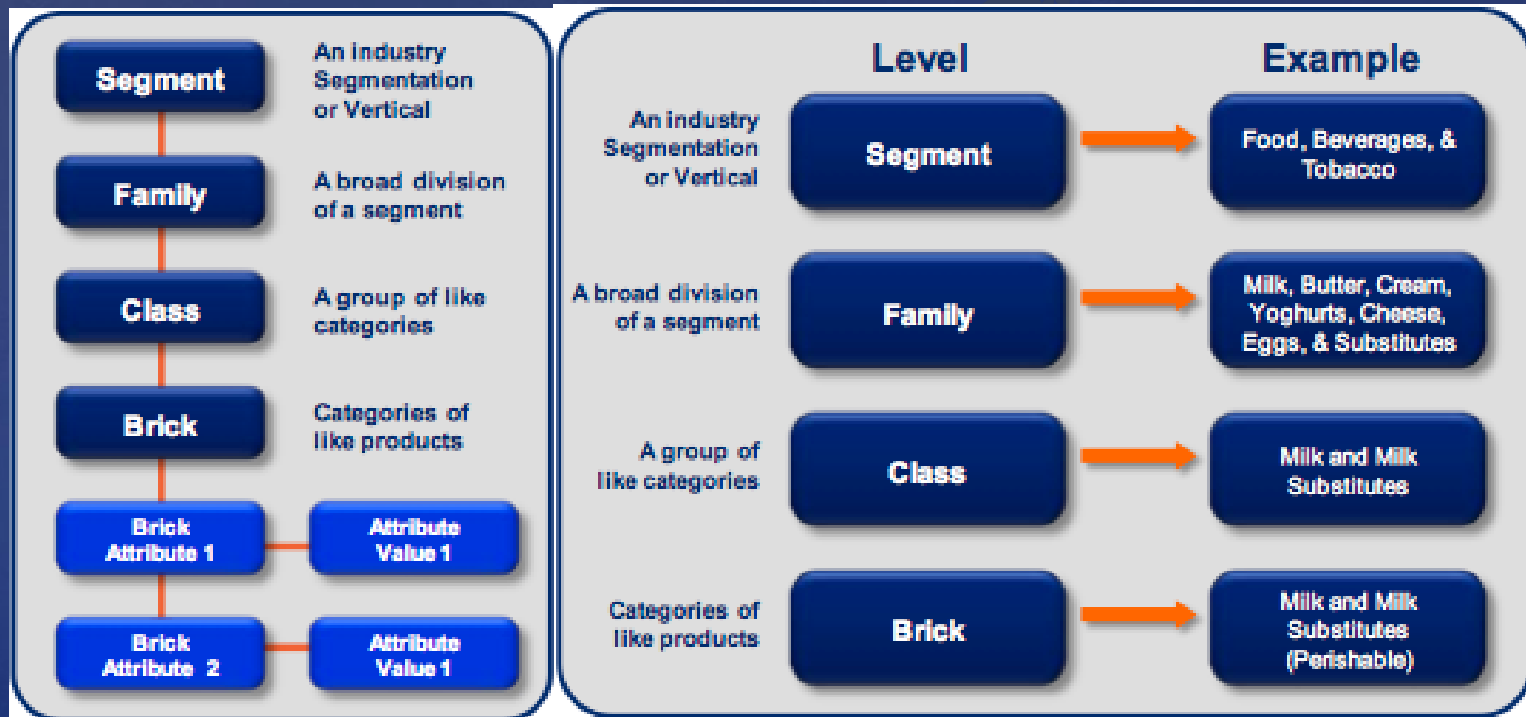 Segment
An industry
Segmentation
or Vertical
Family
A broad division
of a segment
Class
A group of like
categories
Brick
Categories of
like products
Brick
Attribute 1
Attribute
Value 1
Brick
Attribute 2
Attribute
Value 1
Level
Example
An industry
Segmentation
or Vertical
Segment
Food, Beverages, &
Tobacco
A broad division
of a segment
Family
Milk, Butter, Cream,
Yoghurts, Cheese,
Eggs, & Substitutes
A group of
like categories
Class
Milk and Milk
Substitutes
Categories of
like products
Brick
Milk and Milk
Substitutes
(Perishable)